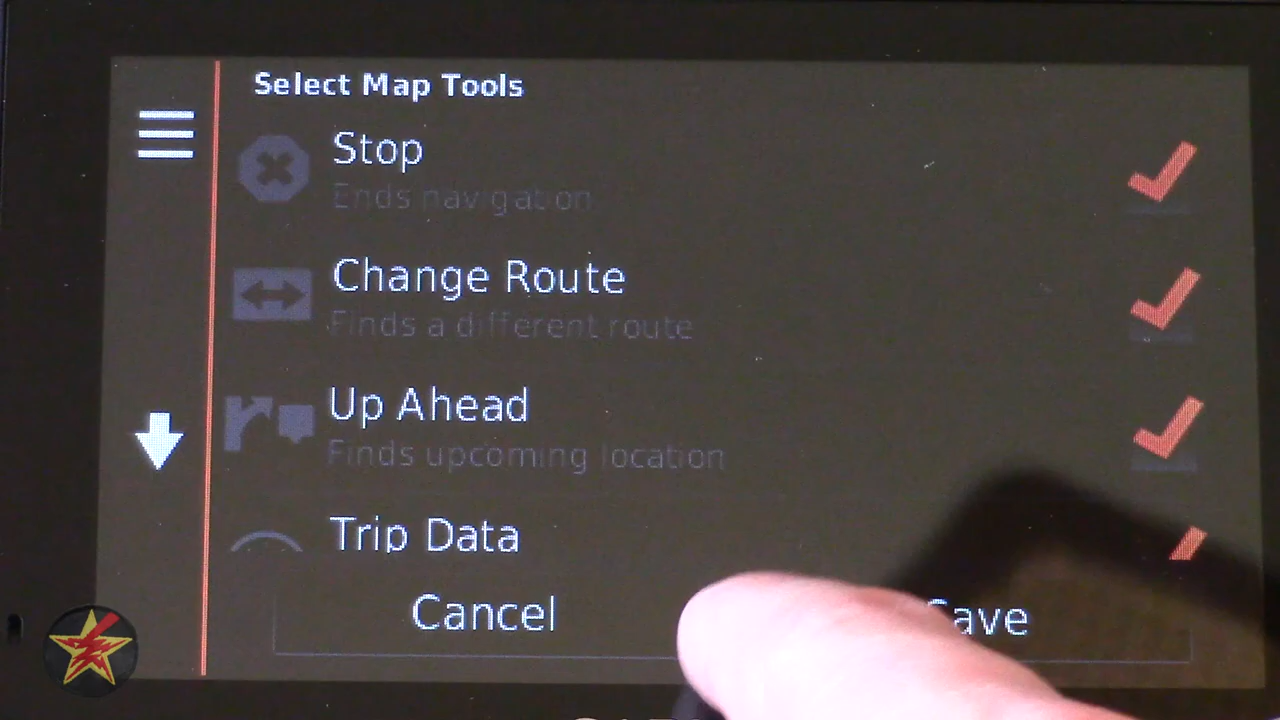 Select Map Tools
Stop
Ends navigation
Change Route
Finds a different route
Up Ahead
Finds upcoming location
Trip Data
Cancel